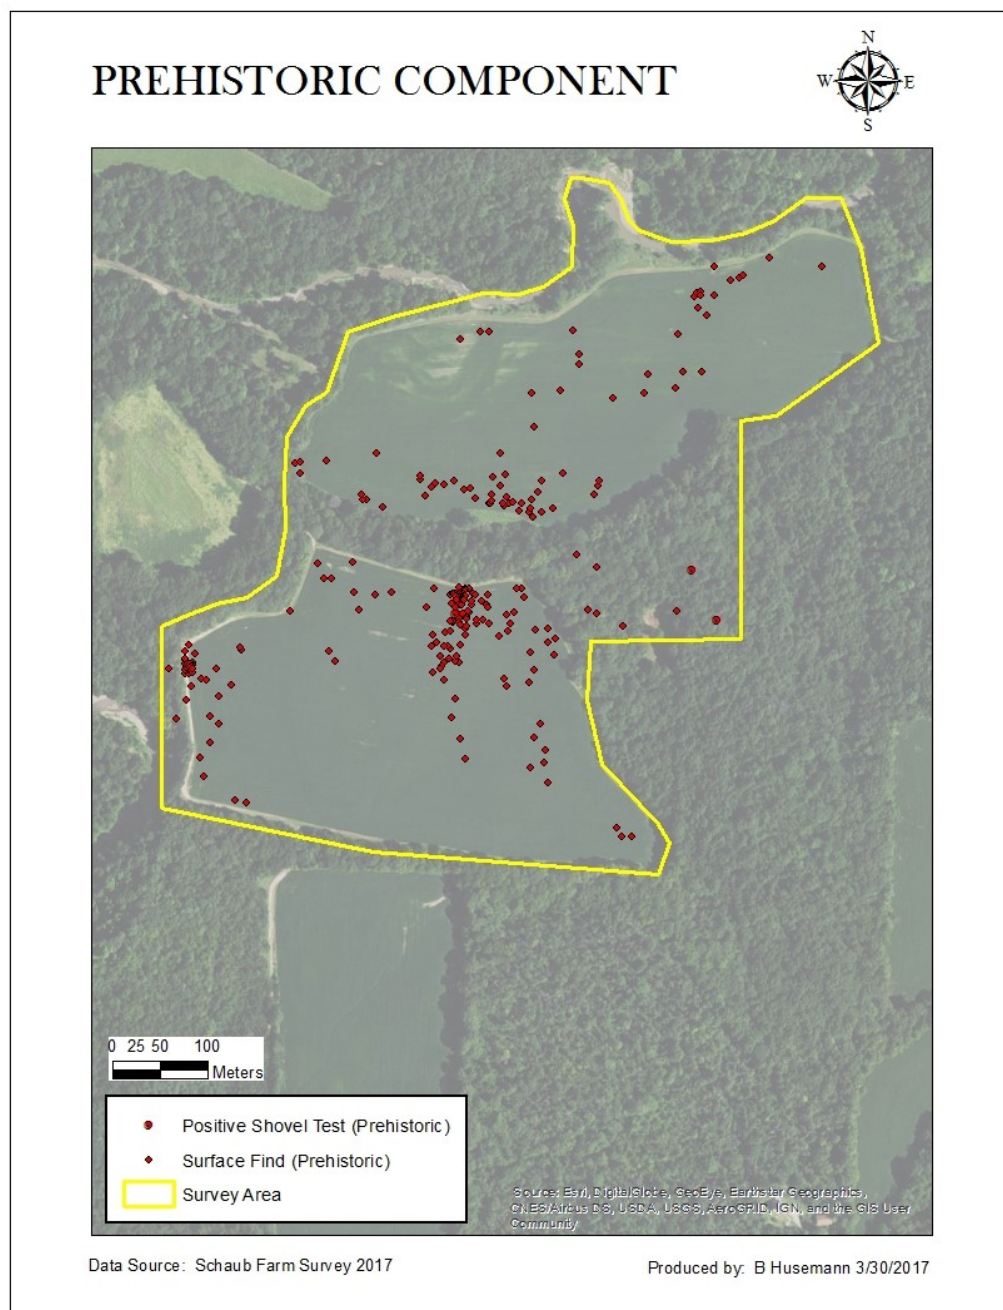 N
PREHISTORIC COMPONENT
W E
S
0 25 50 100
Meters
Positive Shovel Test (Prehistoric)
Surface Find (Prehistoric)
Survey Area
Source: Esri, DigitalGlobe, GeoEye, Earthstar Geographics,
CNES/Airbus DS, USDA, USGS, AeroGRID, IGN, and the GIS User
Community
Data Source: Schaub Farm Survey 2017
Produced by: B Husemann 3/30/2017